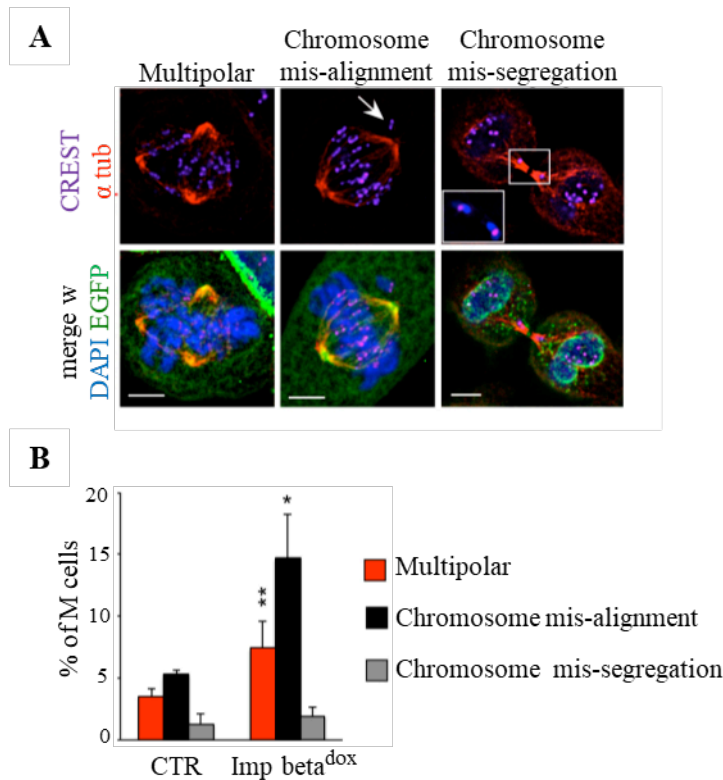 A
Multipolar
Chromosome
mis-alignment
Chromosome
mis-segregation
CREST
α tub
merge w
DAPI EGFP
B
% of M cells
20
15
10
5
0
**
*
CTR
Imp beta^dox
Multipolar
Chromosome mis-alignment
Chromosome mis-segregation